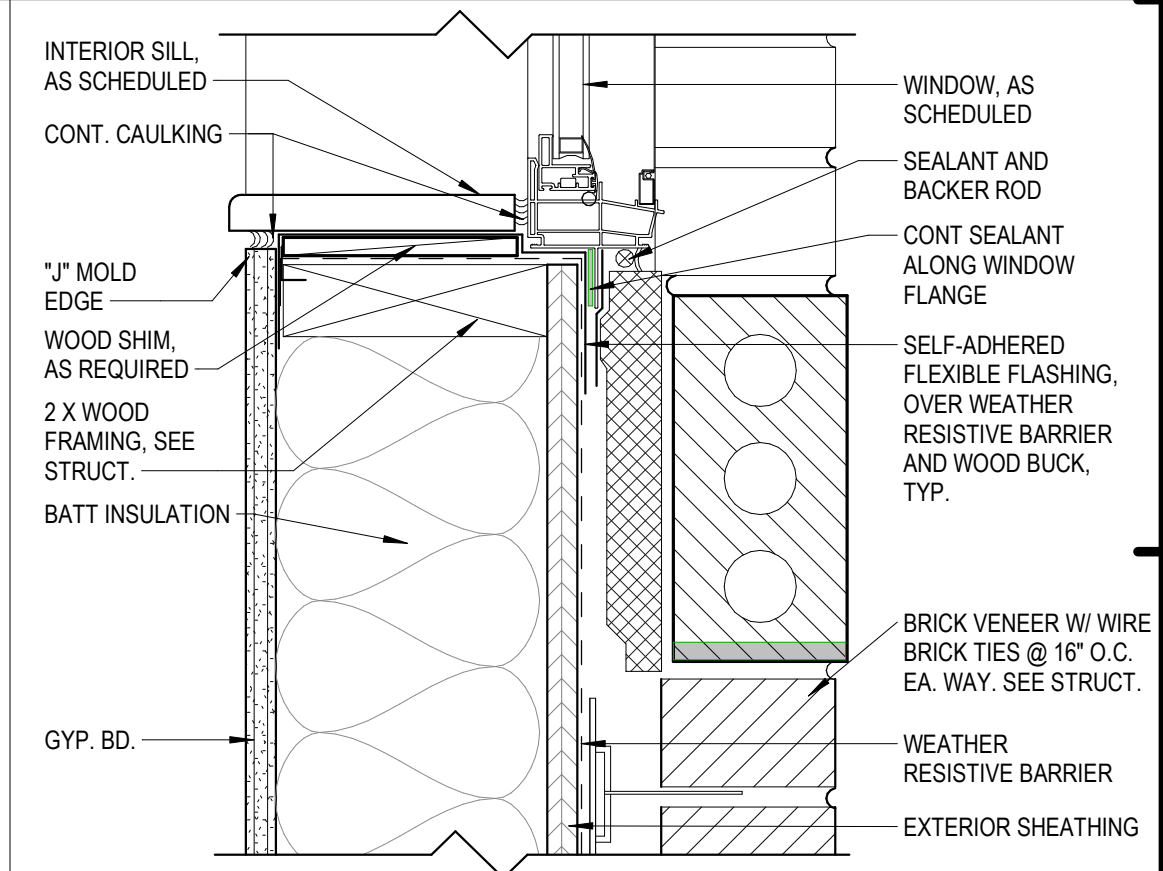 INTERIOR SILL,
AS SCHEDULED
CONT. CAULKING
"J" MOLD
EDGE
WOOD SHIM,
AS REQUIRED
2 X WOOD
FRAMING, SEE
STRUCT.
BATT INSULATION
GYP. BD.
WINDOW, AS
SCHEDULED
SEALANT AND
BACKER ROD
CONT SEALANT
ALONG WINDOW
FLANGE
SELF-ADHERED
FLEXIBLE FLASHING,
OVER WEATHER
RESISTIVE BARRIER
AND WOOD BUCK,
TYP.
BRICK VENEER W/ WIRE
BRICK TIES @ 16" O.C.
EA. WAY. SEE STRUCT.
WEATHER
RESISTIVE BARRIER
EXTERIOR SHEATHING